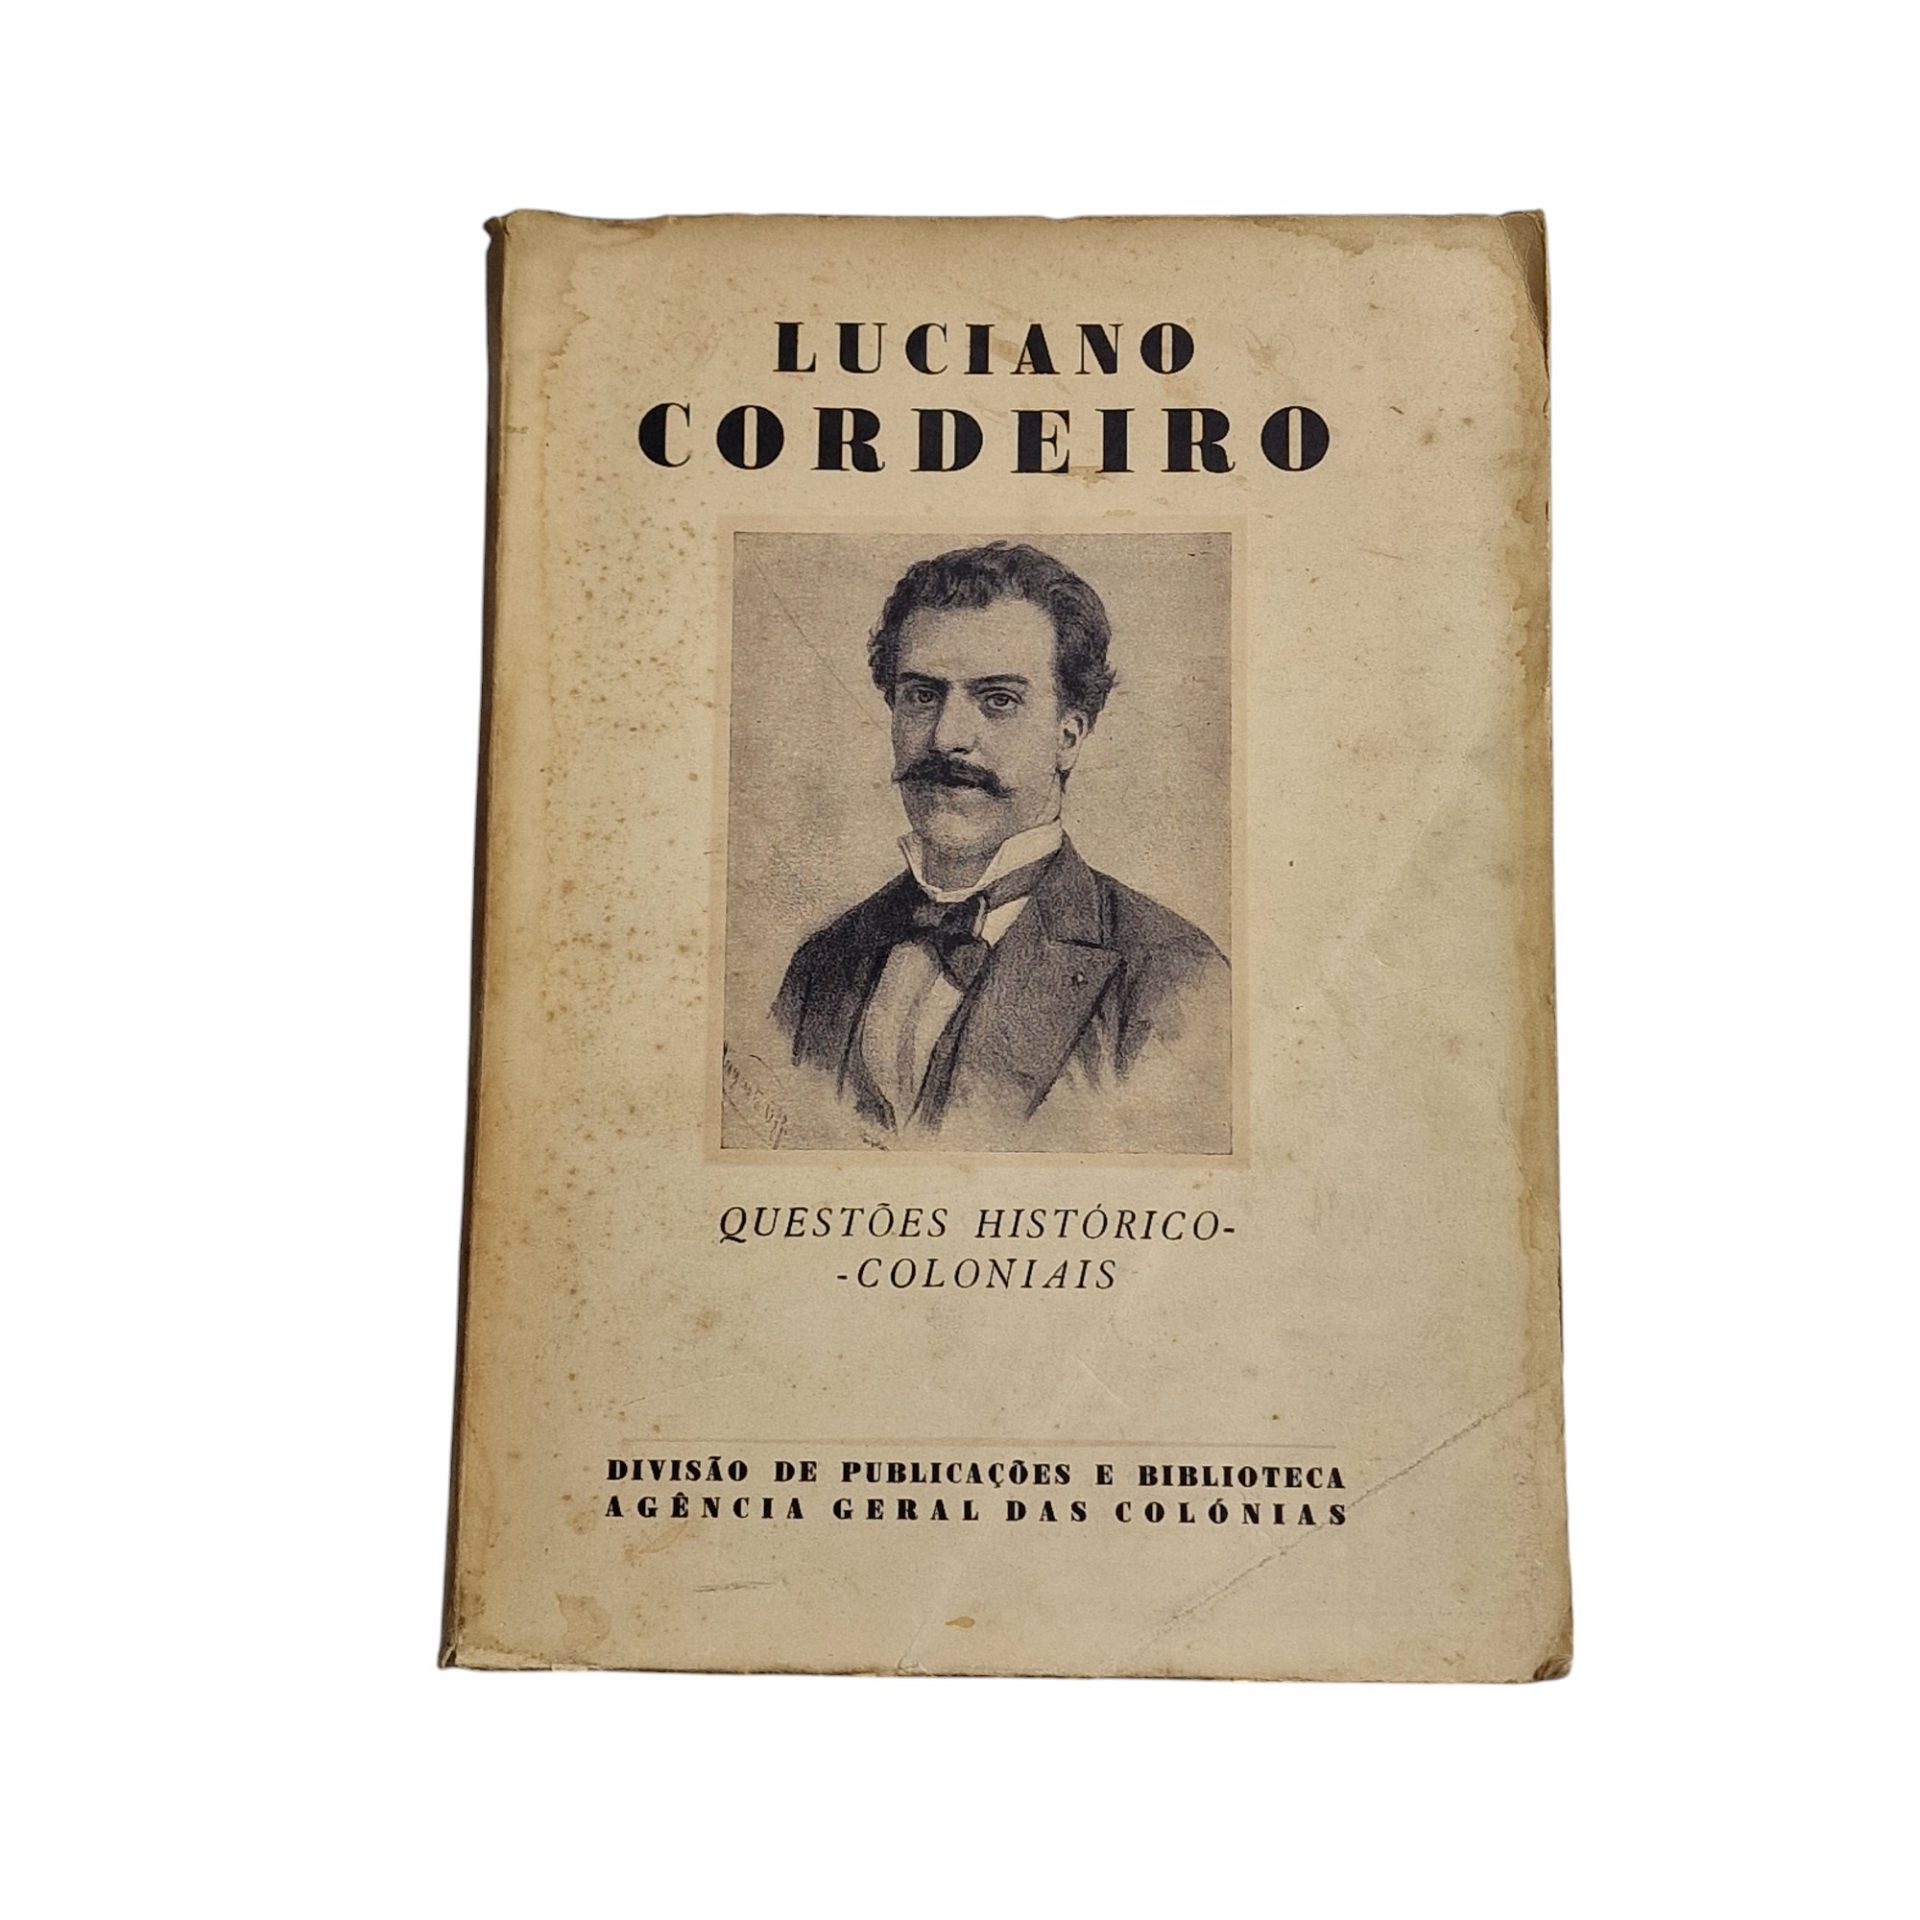 LUCIANO
CORDEIRO
QUESTÕES HISTÓRICO-
-COLONIAIS
DIVISÃO DE PUBLICAÇÕES E BIBLIOTECA
AGÊNCIA GERAL DAS COLÓNIAS